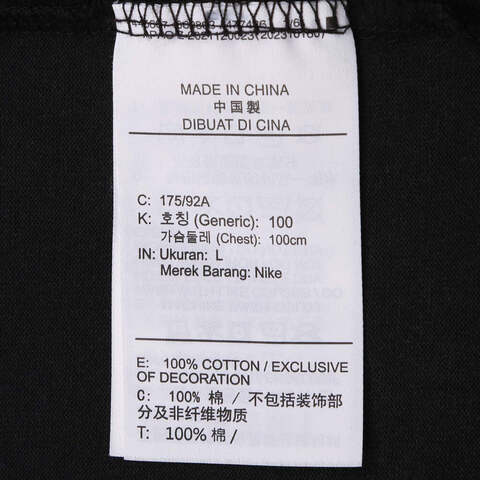 MADE IN CHINA
中国製
DIBUAT DI CINA
C: 175/92A
K: 호칭 (Generic): 100
가슴둘레 (Chest): 100cm
IN: Ukuran: L
Merek Barang: Nike
E: 100% COTTON / EXCLUSIVE
OF DECORATION
C: 100% 棉 / 不包括装饰部
分及非纤维物质
T: 100% 棉 /